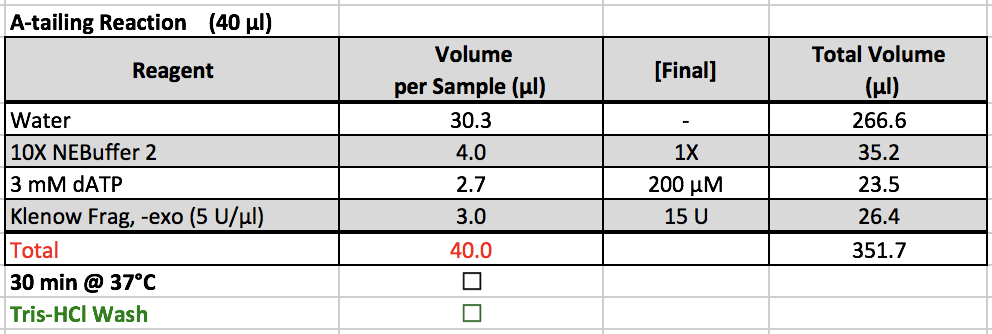 A-tailing Reaction (40 µl)
Reagent Volume per Sample (µl) [Final] Total Volume (µl)
Water 30.3 - 266.6
10X NEBuffer 2 4.0 1X 35.2
3 mM dATP 2.7 200 µM 23.5
Klenow Frag, -exo (5 U/µl) 3.0 15 U 26.4
Total 40.0 351.7
30 min @ 37°C ☐
Tris-HCl Wash ☐